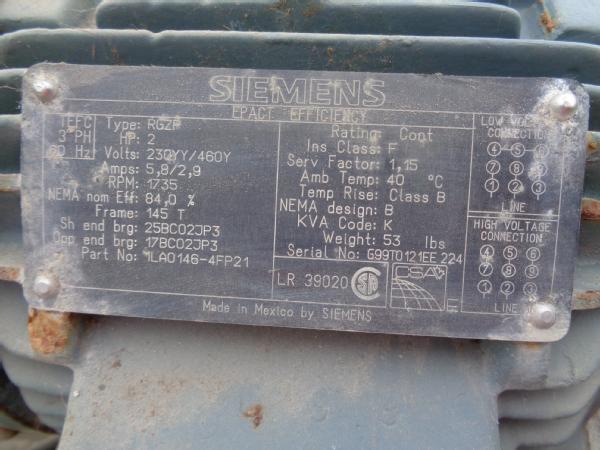 SIEMENS
EPACT EFFICIENCY
TEFC Type: RGZP
3 PH HP: 2
60 Hz Volts: 230YY/460Y
Amps: 5,8/2,9
RPM: 1735
NEMA nom Eff: 84,0 %
Frame: 145 T
Sh end brg: 25BC02JP3
Opp end brg: 17BC02JP3
Part No: 1LA0146-4FP21
Rating: Cont
Ins Class: F
Serv Factor: 1,15
Amb Temp: 40 °C
Temp Rise: Class B
NEMA design: B
KVA Code: K
Weight: 53 lbs
Serial No: G99T0121EE 224
LR 39020 SA
CSA
E
LOW
CONNECTION
4 5 6
7 8 9
1 2 3
LINE
HIGH VOLTAGE
CONNECTION
4 5 6
7 8 9
1 2 3
LINE
Made in Mexico by SIEMENS